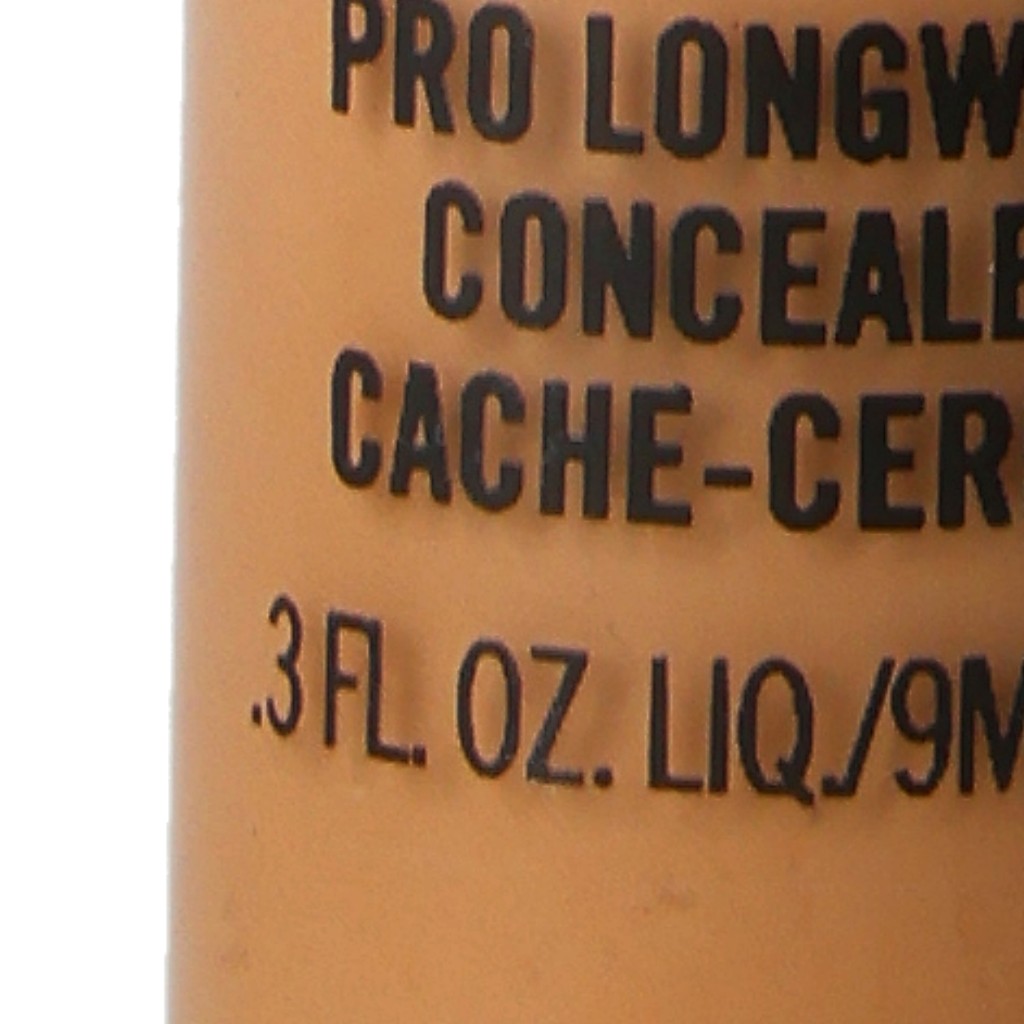 PRO LONGW
CONCEALE
CACHE-CER
.3 FL. OZ. LIQ./9M